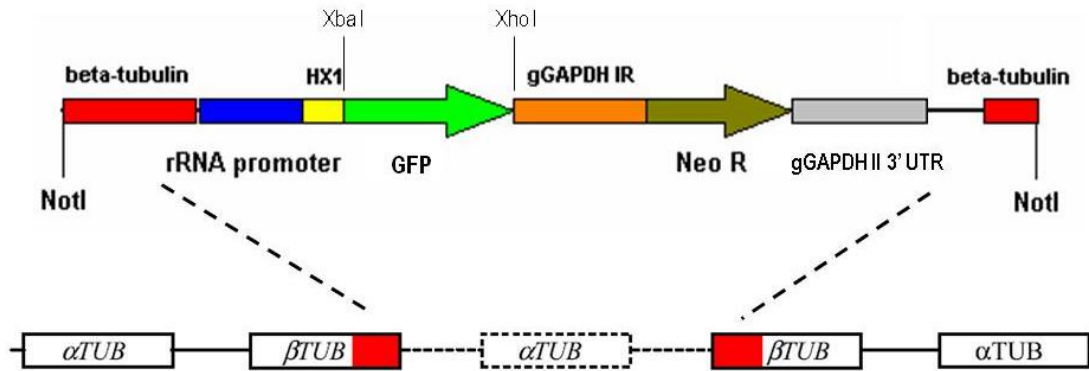 XbaI XhoI
beta-tubulin HX1 gGAPDH IR beta-tubulin
rRNA promoter GFP Neo R gGAPDH II 3' UTR
NotI NotI
αTUB βTUB αTUB βTUB αTUB